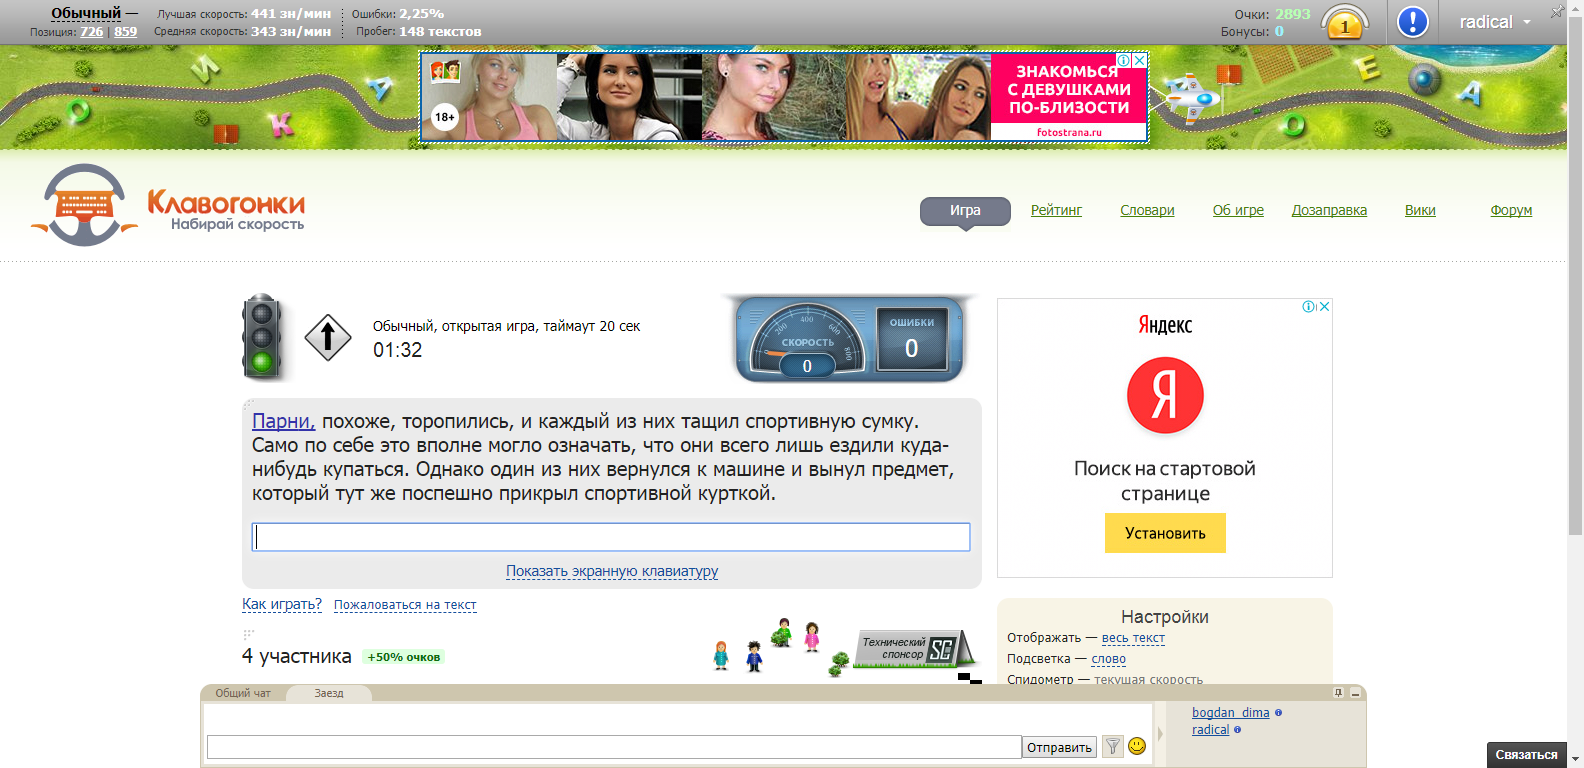 Обычный —
Лучшая скорость: 441 зн/мин
Ошибки: 2,25%
Позиция: 726 | 859
Средняя скорость: 343 зн/мин
Пробег: 148 текстов
Очки: 2893
Бонусы: 0
1
radical
18+
ЗНАКОМЬСЯ
С ДЕВУШКАМИ
ПО-БЛИЗОСТИ
fotostrana.ru
Клавогонки
Набирай скорость
Игра
Рейтинг
Словари
Об игре
Дозаправка
Вики
Форум
Обычный, открытая игра, таймаут 20 сек
01:32
200
400
600
800
СКОРОСТЬ
0
ОШИБКИ
0
Парни, похоже, торопились, и каждый из них тащил спортивную сумку.
Само по себе это вполне могло означать, что они всего лишь ездили куда-
нибудь купаться. Однако один из них вернулся к машине и вынул предмет,
который тут же поспешно прикрыл спортивной курткой.
Показать экранную клавиатуру
Как играть?
Пожаловаться на текст
4 участника
+50% очков
Технический
спонсор
Яндекс
Я
Поиск на стартовой
странице
Установить
Настройки
Отображать — весь текст
Подсветка — слово
Спидометр — текущая скорость
Общий чат
Заезд
bogdan_dima
radical
Отправить
Связаться